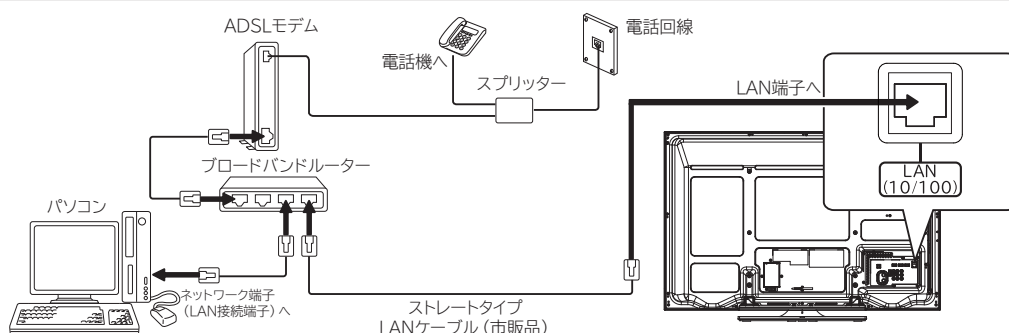 ADSLモデム
電話機へ
電話回線
スプリッター
LAN端子へ
LAN
(10/100)
ブロードバンドルーター
パソコン
ネットワーク端子
（LAN接続端子）へ
ストレートタイプ
LANケーブル（市販品）